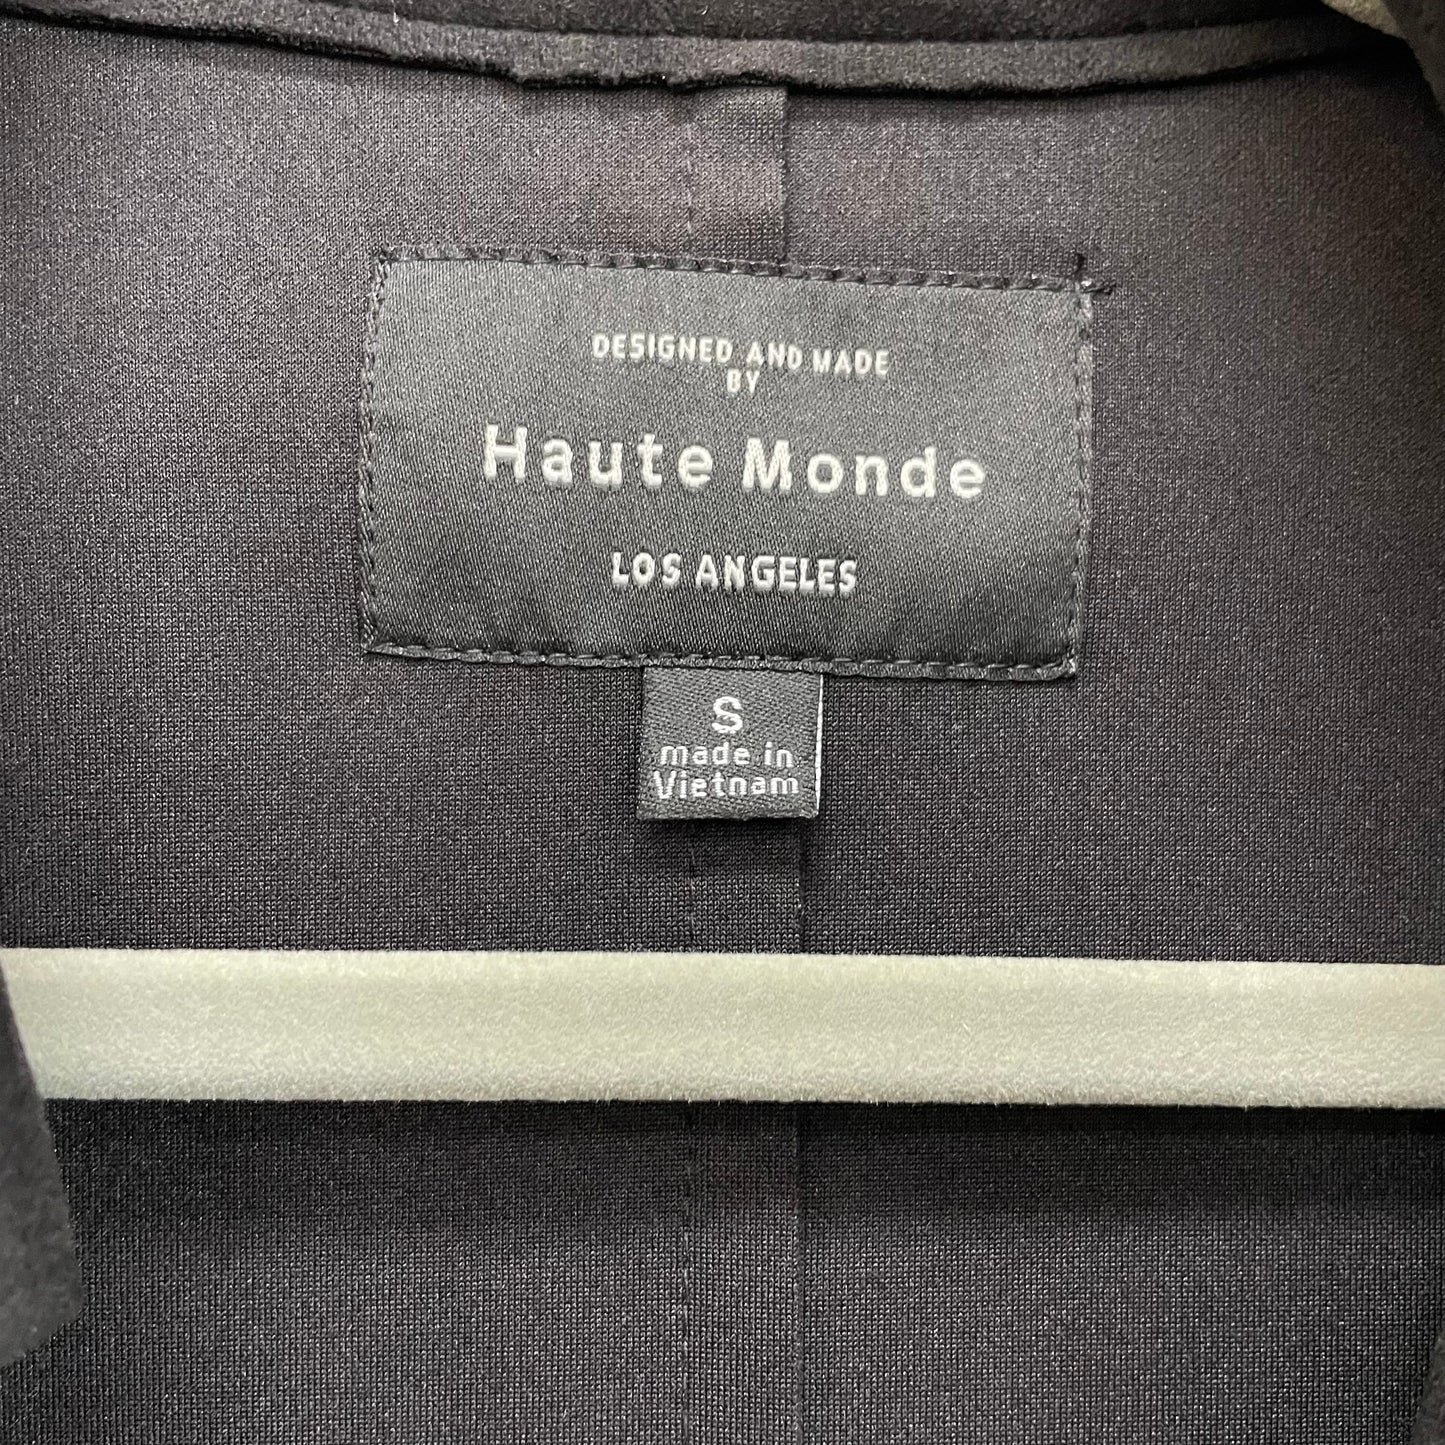 DESIGNED AND MADE
BY
Haute Monde
LOS ANGELES
S
made in
Vietnam